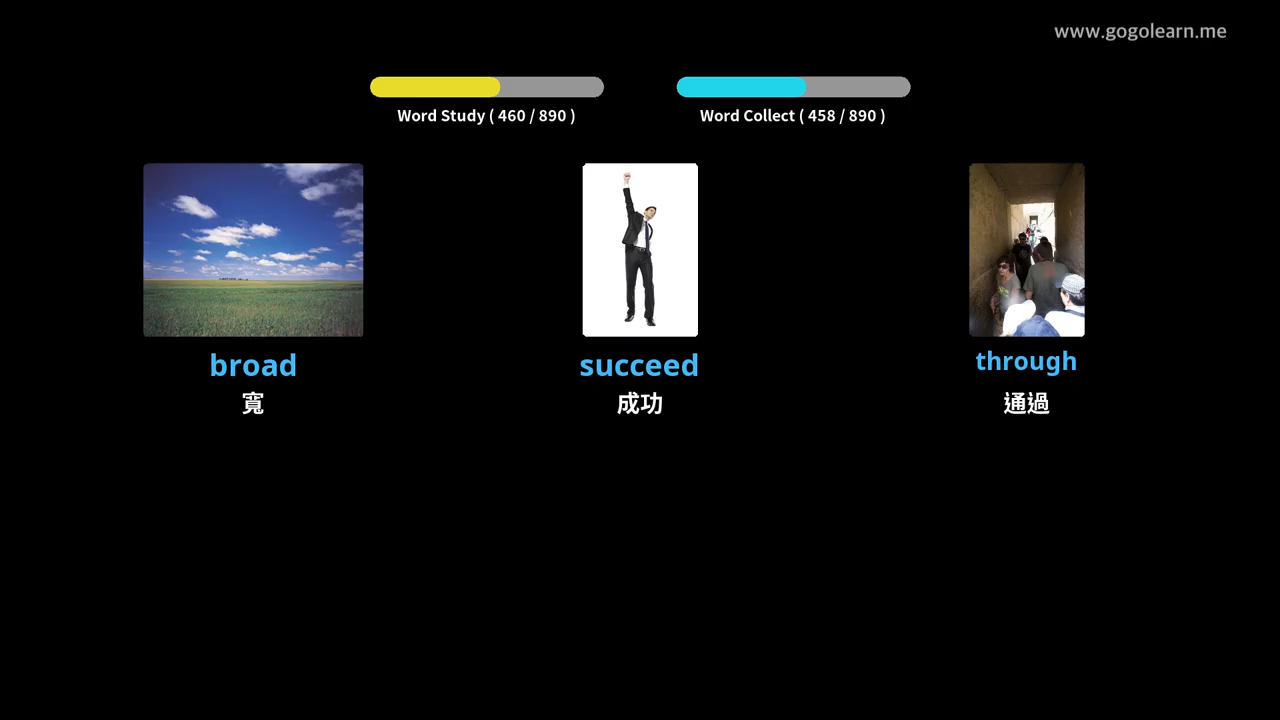 www.gogolearn.me
Word Study ( 460 / 890 )
Word Collect ( 458 / 890 )
broad
寬
succeed
成功
through
通過